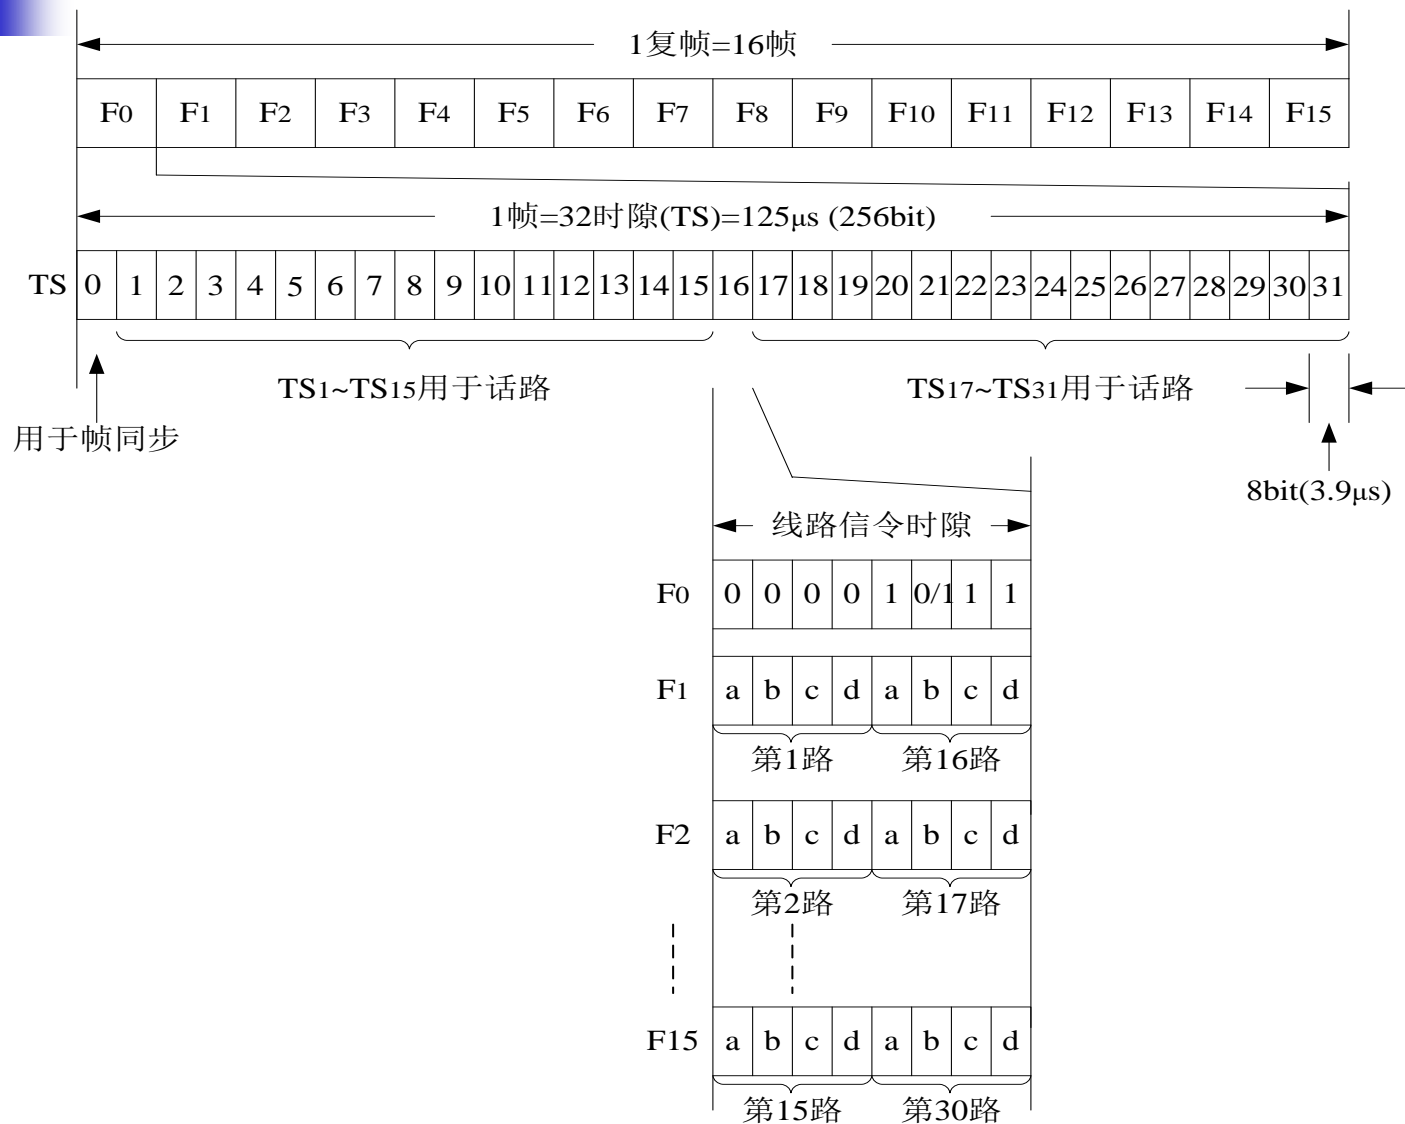 1复帧=16帧
F0 F1 F2 F3 F4 F5 F6 F7 F8 F9 F10 F11 F12 F13 F14 F15
1帧=32时隙(TS)=125μs (256bit)
TS 0 1 2 3 4 5 6 7 8 9 10 11 12 13 14 15 16 17 18 19 20 21 22 23 24 25 26 27 28 29 30 31
TS1~TS15用于话路 TS17~TS31用于话路
用于帧同步
8bit(3.9μs)
线路信令时隙
F0 0 0 0 0 1 0/1 1 1
F1 a b c d a b c d
第1路 第16路
F2 a b c d a b c d
第2路 第17路
F15 a b c d a b c d
第15路 第30路